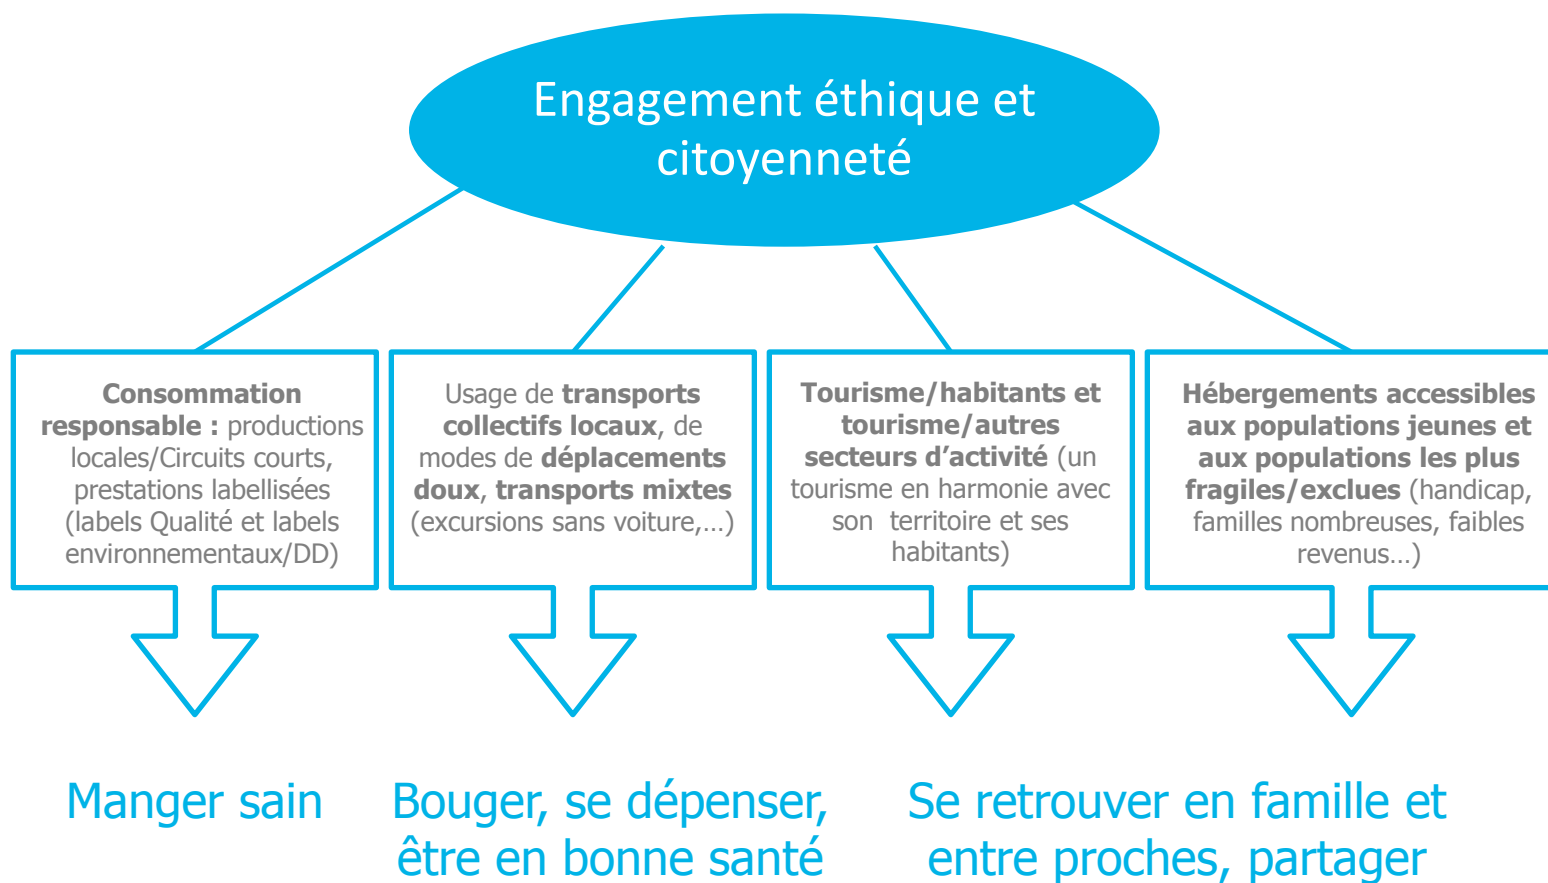 Engagement éthique et
citoyenneté
Consommation
responsable : productions
locales/Circuits courts,
prestations labellisées
(labels Qualité et labels
environnementaux/DD)
Usage de transports
collectifs locaux, de
modes de déplacements
doux, transports mixtes
(excursions sans voiture,...)
Tourisme/habitants et
tourisme/autres
secteurs d’activité (un
tourisme en harmonie avec
son  territoire et ses
habitants)
Hébergements accessibles
aux populations jeunes et
aux populations les plus
fragiles/exclues (handicap,
familles nombreuses, faibles
revenus…)
Manger sain
Bouger, se dépenser,
être en bonne santé
Se retrouver en famille et
entre proches, partager